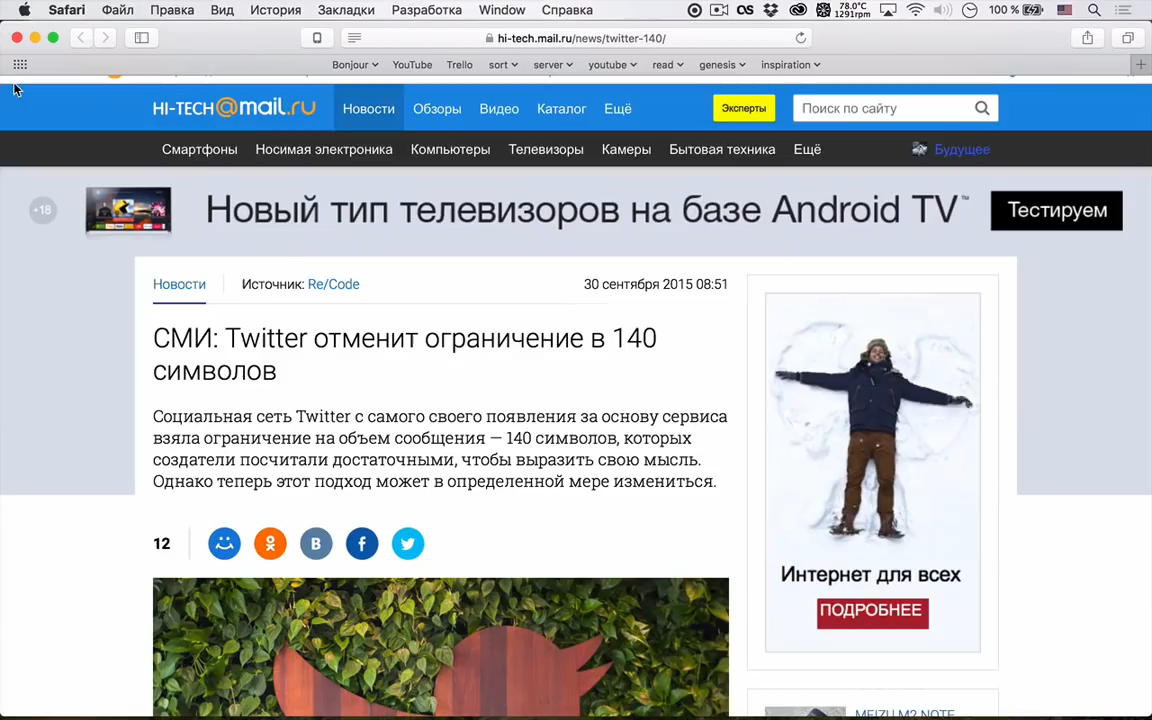 Safari Файл Правка Вид История Закладки Разработка Window Справка 78.0°C 1291rpm 100 %
hi-tech.mail.ru/news/twitter-140/
Bonjour YouTube Trello sort server youtube read genesis inspiration
HI-TECH@mail.ru Новости Обзоры Видео Каталог Ещё Эксперты Поиск по сайту
Смартфоны Носимая электроника Компьютеры Телевизоры Камеры Бытовая техника Ещё Будущее
+18 Новый тип телевизоров на базе Android TV™ Тестируем
Новости Источник: Re/Code 30 сентября 2015 08:51
СМИ: Twitter отменит ограничение в 140
символов
Социальная сеть Twitter с самого своего появления за основу сервиса
взяла ограничение на объем сообщения — 140 символов, которых
создатели посчитали достаточными, чтобы выразить свою мысль.
Однако теперь этот подход может в определенной мере измениться.
12
Интернет для всех
ПОДРОБНЕЕ
MEIZU M2 NOTE